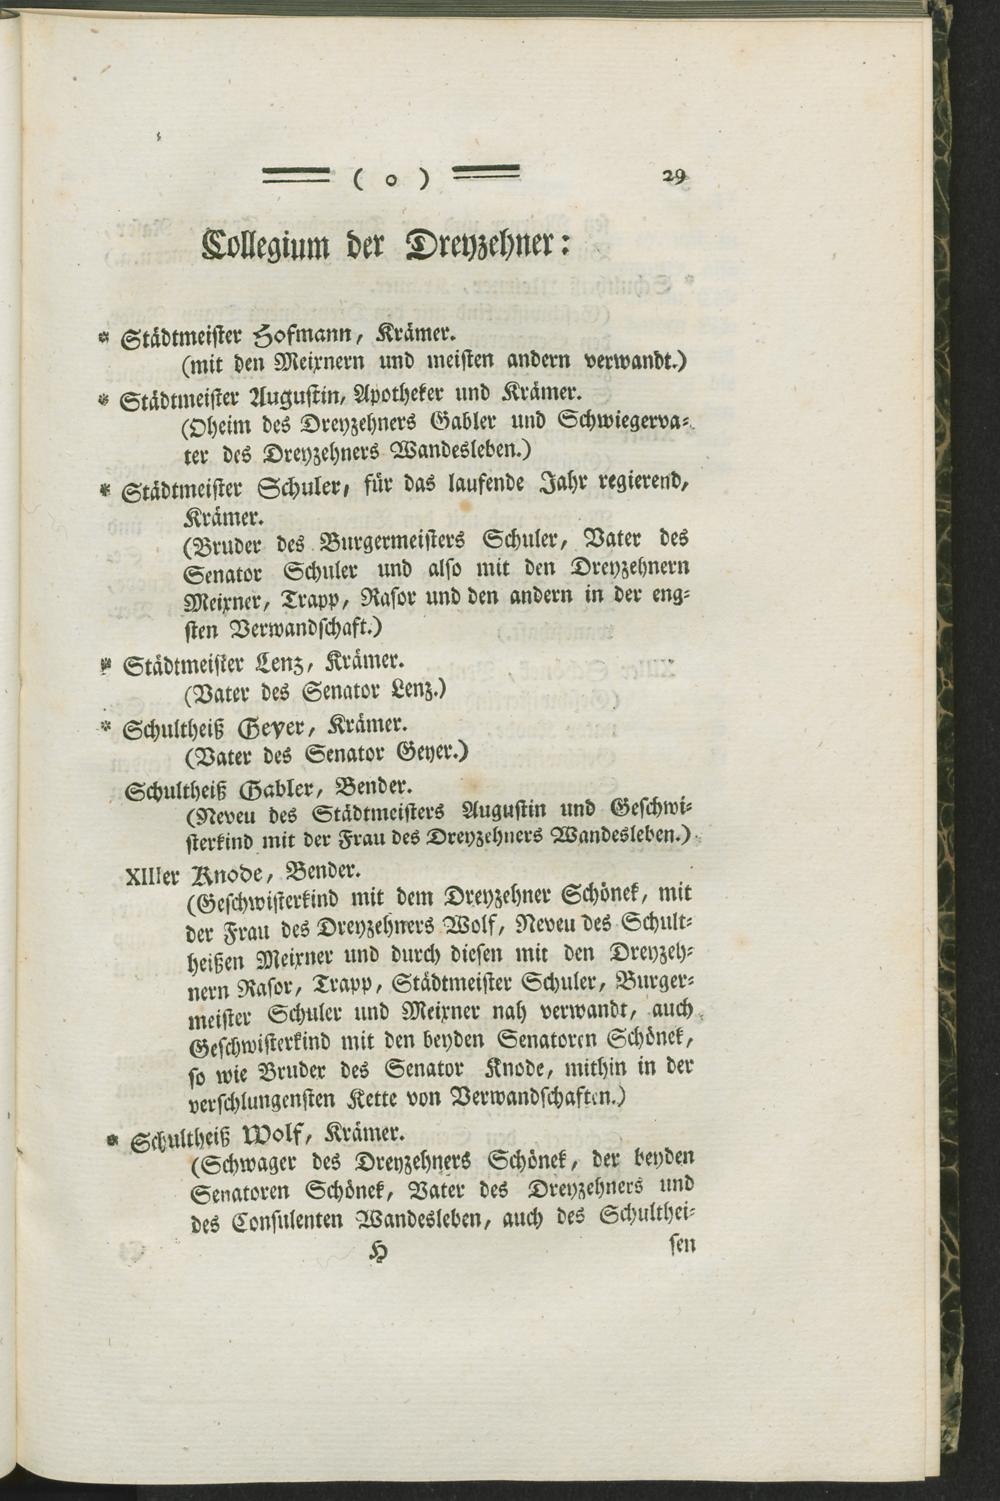 ( o ) 29
Collegium der Dreyzehner:
* Städtmeister Hofmann, Krämer.
(mit den Meixnern und meisten andern verwandt.)
* Städtmeister Augustin, Apotheker und Krämer.
(Oheim des Dreyzehners Gabler und Schwiegerva-
ter des Dreyzehners Wandesleben.)
* Städtmeister Schuler, für das laufende Jahr regierend,
Krämer.
(Bruder des Burgermeisters Schuler, Vater des
Senator Schuler und also mit den Dreyzehnern
Meixner, Trapp, Rasor und den andern in der eng-
sten Verwandschaft.)
* Städtmeister Lenz, Krämer.
(Vater des Senator Lenz.)
* Schultheiß Geyer, Krämer.
(Vater des Senator Geyer.)
Schultheiß Gabler, Bender.
(Neveu des Städtmeisters Augustin und Geschwi-
sterkind mit der Frau des Dreyzehners Wandesleben.)
XIIIer Knode, Bender.
(Geschwisterkind mit dem Dreyzehner Schönek, mit
der Frau des Dreyzehners Wolf, Neveu des Schult-
heißen Meixner und durch diesen mit den Dreyzeh-
nern Rasor, Trapp, Städtmeister Schuler, Burger-
meister Schuler und Meixner nah verwandt, auch
Geschwisterkind mit den beyden Senatoren Schönek,
so wie Bruder des Senator Knode, mithin in der
verschlungensten Kette von Verwandschaften.)
* Schultheiß Wolf, Krämer.
(Schwager des Dreyzehners Schönek, der beyden
Senatoren Schönek, Vater des Dreyzehners und
des Consulenten Wandesleben, auch des Schulthei-
H sen